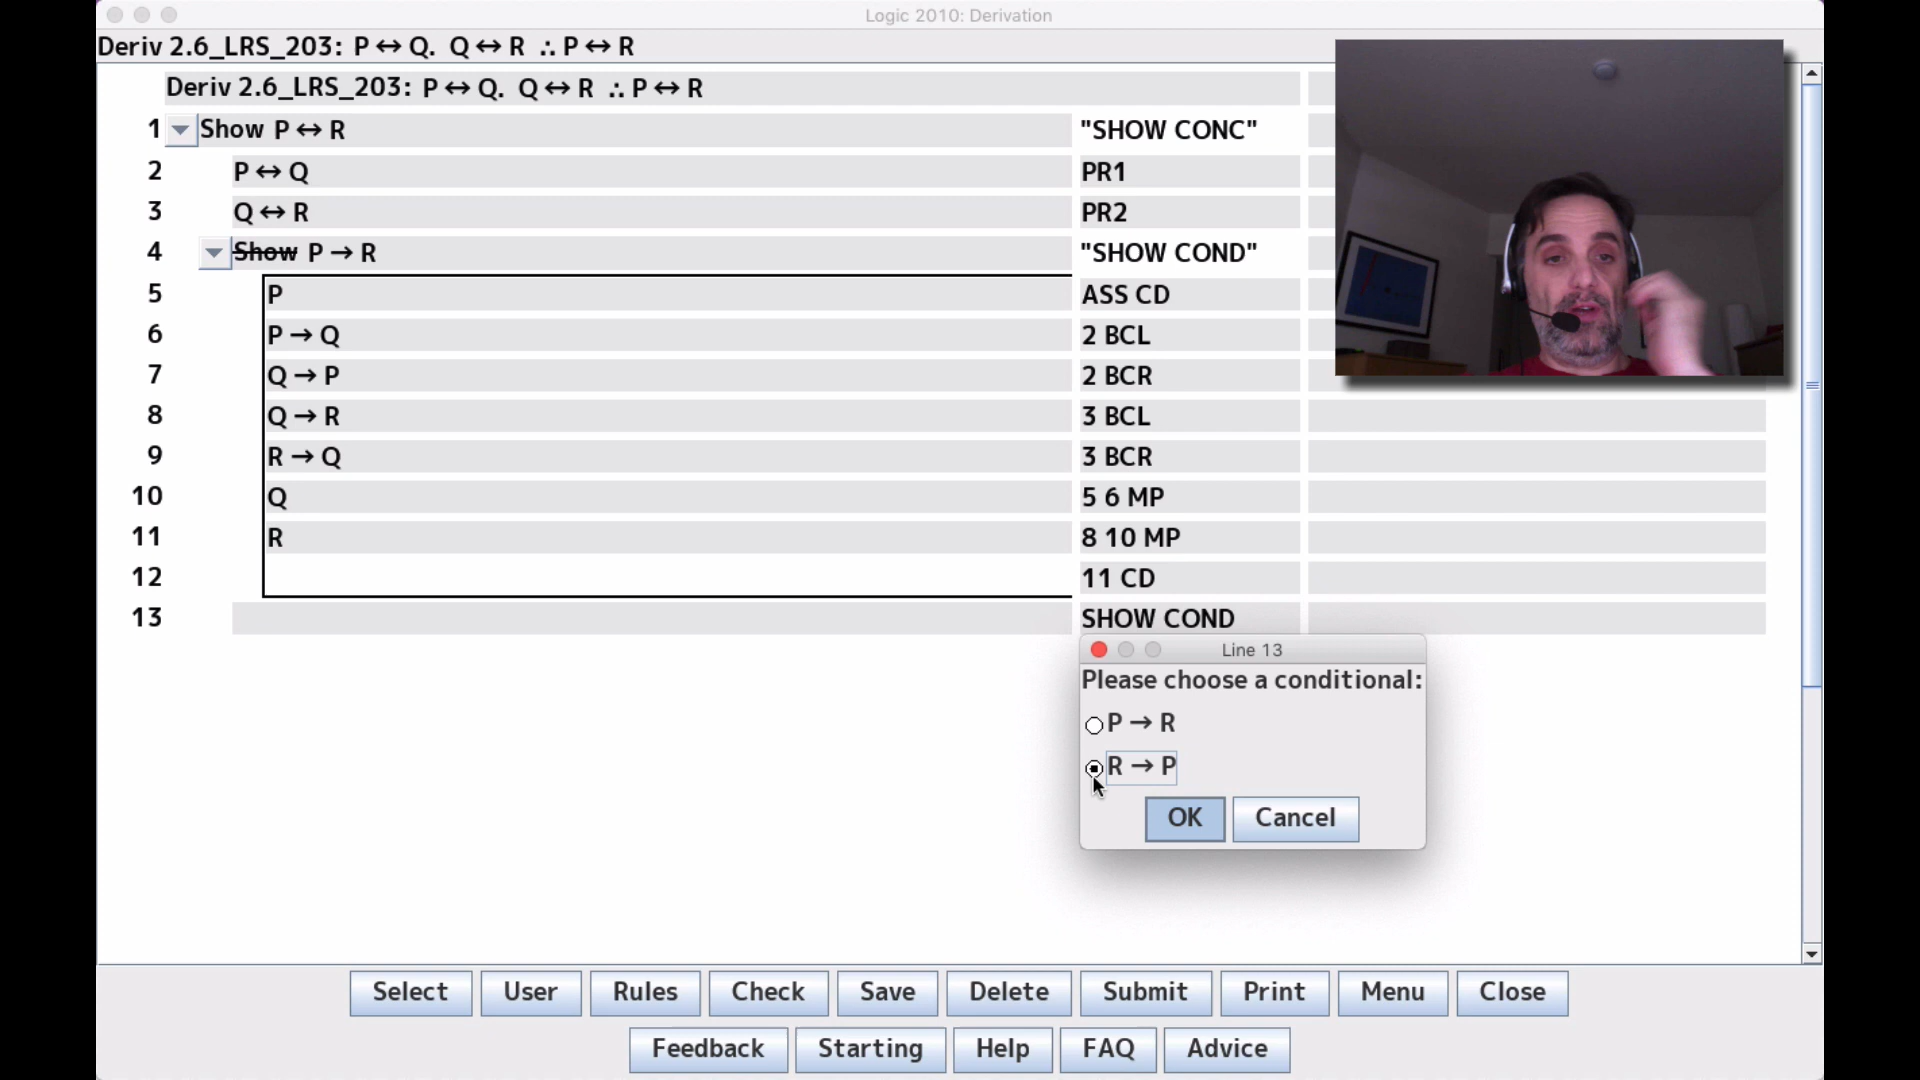 Logic 2010: Derivation
Deriv 2.6_LRS_203: P ↔ Q. Q ↔ R ∴ P ↔ R
Deriv 2.6_LRS_203: P ↔ Q. Q ↔ R ∴ P ↔ R
1 Show P ↔ R "SHOW CONC"
2 P ↔ Q PR1
3 Q ↔ R PR2
4 Show P → R "SHOW COND"
5 P ASS CD
6 P → Q 2 BCL
7 Q → P 2 BCR
8 Q → R 3 BCL
9 R → Q 3 BCR
10 Q 5 6 MP
11 R 8 10 MP
12 11 CD
13 SHOW COND
Line 13
Please choose a conditional:
P → R
R → P
OK Cancel
Select User Rules Check Save Delete Submit Print Menu Close
Feedback Starting Help FAQ Advice